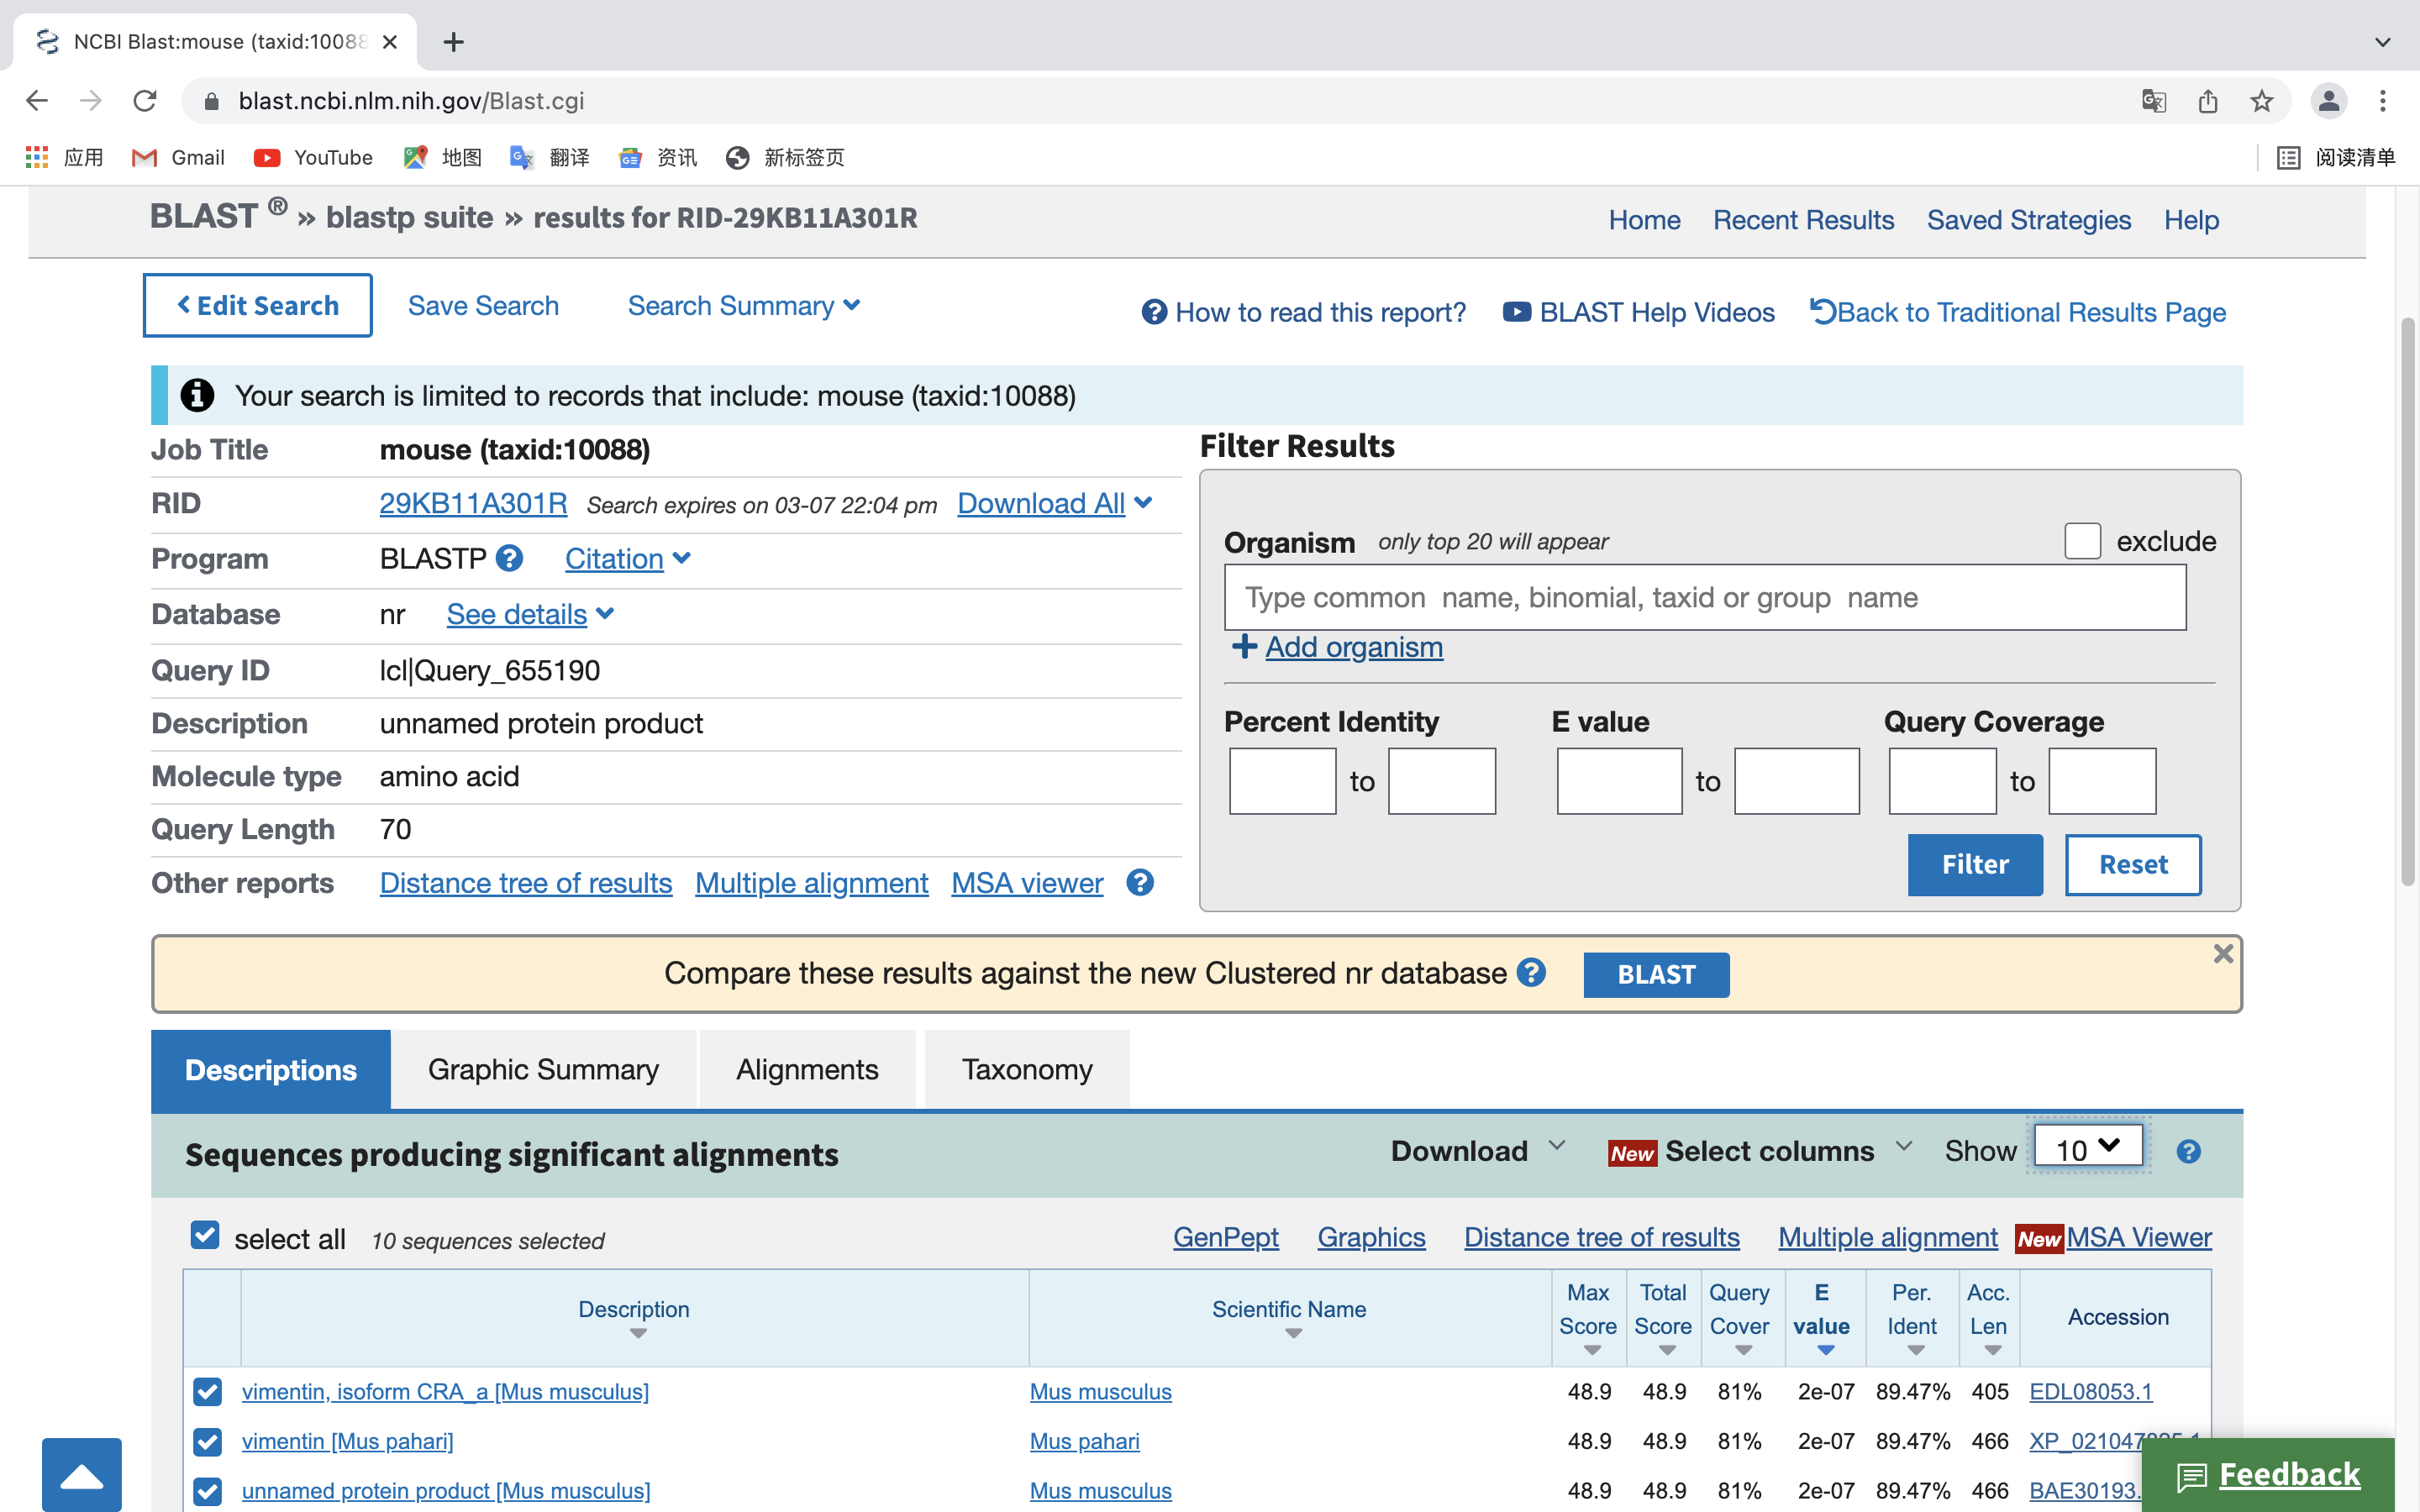 NCBI Blast:mouse (taxid:10088
blast.ncbi.nlm.nih.gov/Blast.cgi
应用 Gmail YouTube 地图 翻译 资讯 新标签页 阅读清单
BLAST ® » blastp suite » results for RID-29KB11A301R Home Recent Results Saved Strategies Help
Edit Search Save Search Search Summary How to read this report? BLAST Help Videos Back to Traditional Results Page
Your search is limited to records that include: mouse (taxid:10088)
Job Title mouse (taxid:10088)
RID 29KB11A301R Search expires on 03-07 22:04 pm Download All
Program BLASTP Citation
Database nr See details
Query ID lcl|Query_655190
Description unnamed protein product
Molecule type amino acid
Query Length 70
Other reports Distance tree of results Multiple alignment MSA viewer
Filter Results
Organism only top 20 will appear exclude
Type common name, binomial, taxid or group name
Add organism
Percent Identity E value Query Coverage
to to to
Filter Reset
Compare these results against the new Clustered nr database BLAST
Descriptions Graphic Summary Alignments Taxonomy
Sequences producing significant alignments Download New Select columns Show 10
select all 10 sequences selected GenPept Graphics Distance tree of results Multiple alignment New MSA Viewer
Description Scientific Name Max Score Total Score Query Cover E value Per. Ident Acc. Len Accession
vimentin, isoform CRA_a [Mus musculus] Mus musculus 48.9 48.9 81% 2e-07 89.47% 405 EDL08053.1
vimentin [Mus pahari] Mus pahari 48.9 48.9 81% 2e-07 89.47% 466
unnamed protein product [Mus musculus] Mus musculus 48.9 48.9 81% 2e-07 89.47% 466 BAE30193.
Feedback